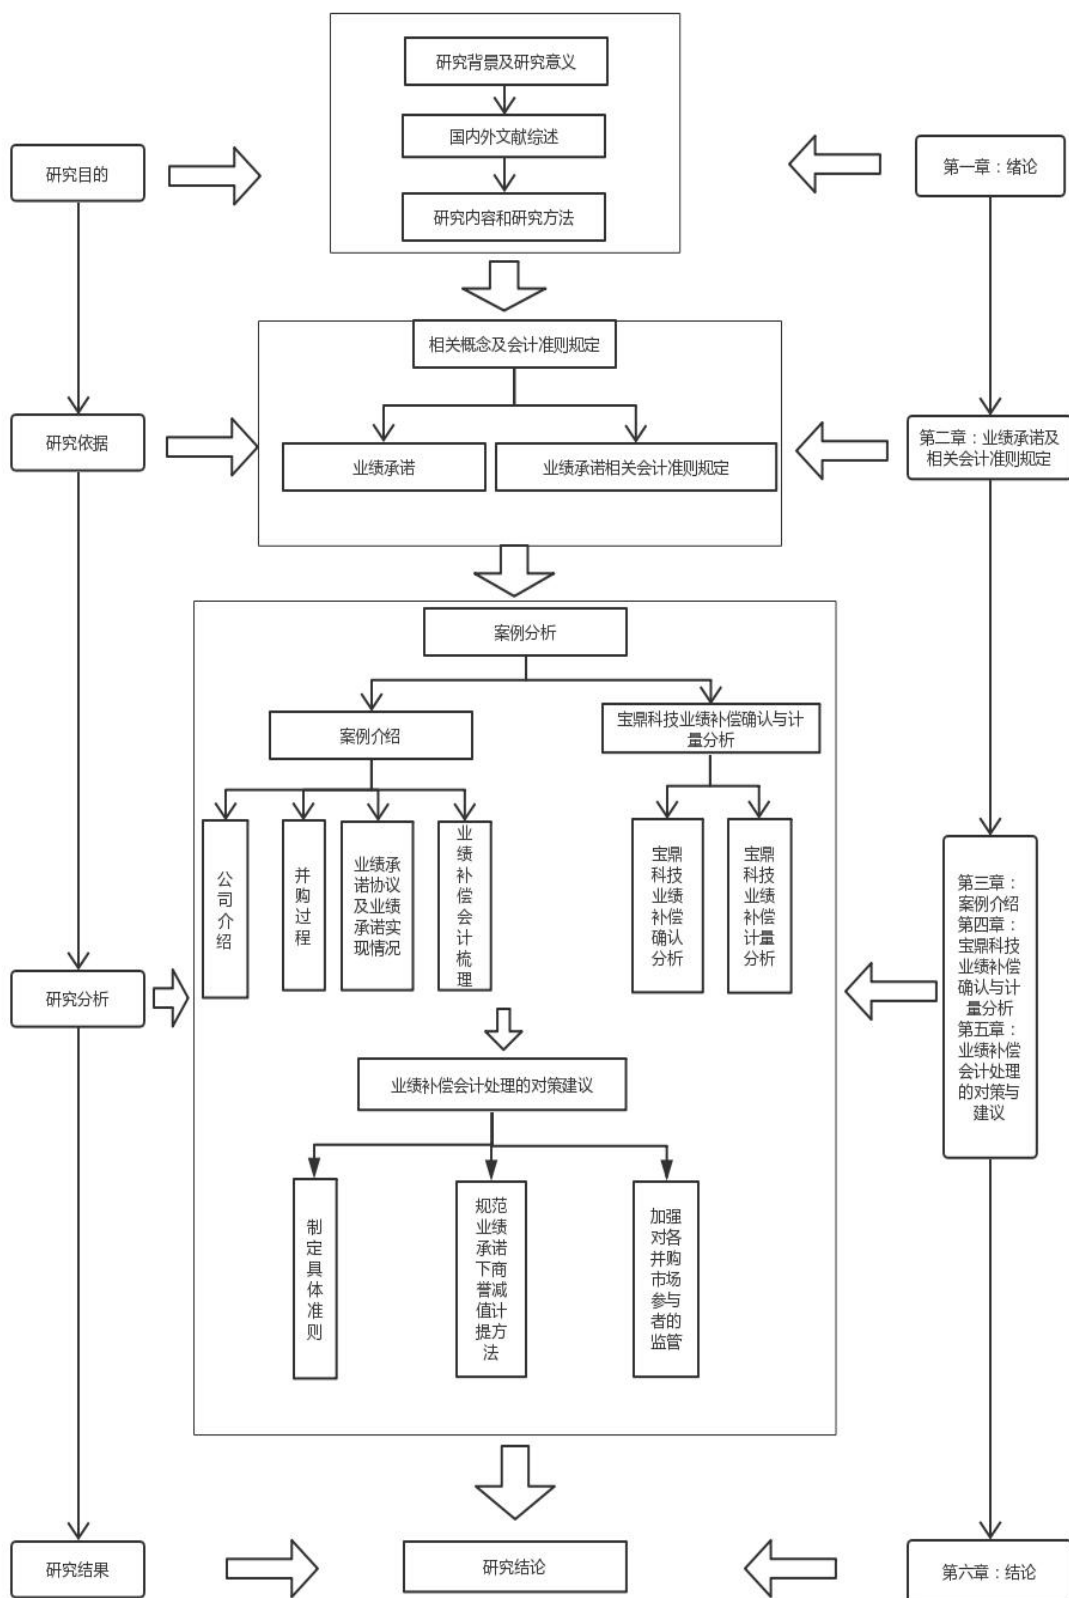 研究背景及研究意义
国内外文献综述
研究内容和研究方法
研究目的
第一章：绪论
相关概念及会计准则规定
业绩承诺
业绩承诺相关会计准则规定
研究依据
第二章：业绩承诺及
相关会计准则规定
案例分析
案例介绍
宝鼎科技业绩补偿确认与计
量分析
公
司
介
绍
并
购
过
程
业绩承
诺协议
及业绩
承诺实
现情况
业
绩
补
偿
会
计
梳
理
宝鼎
科技
业绩
补偿
确认
分析
宝鼎
科技
业绩
补偿
计量
分析
研究分析
第三章：
案例介绍
第四章：
宝鼎科技
业绩补偿
确认与计
量分析
第五章：
业绩补偿
会计处理
的对策与
建议
业绩补偿会计处理的对策建议
制
定
具
体
准
则
规范
业绩
承诺
下商
誉减
值计
提方
法
加强
对各
并购
市场
参与
者的
监管
研究结果
研究结论
第六章：结论